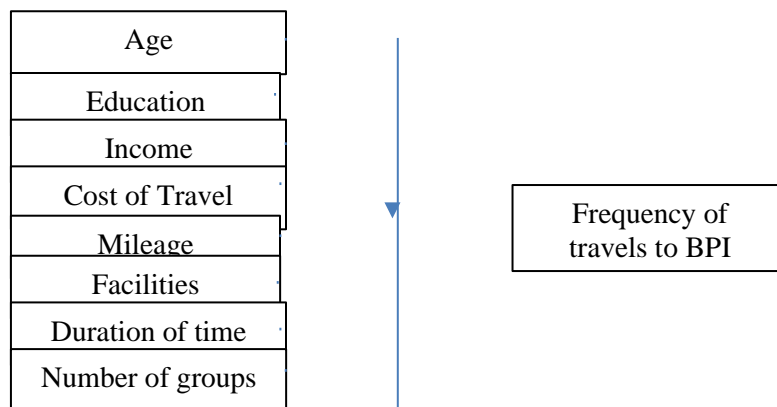 Age
Education
Income
Cost of Travel
Mileage
Facilities
Duration of time
Number of groups
Frequency of
travels to BPI